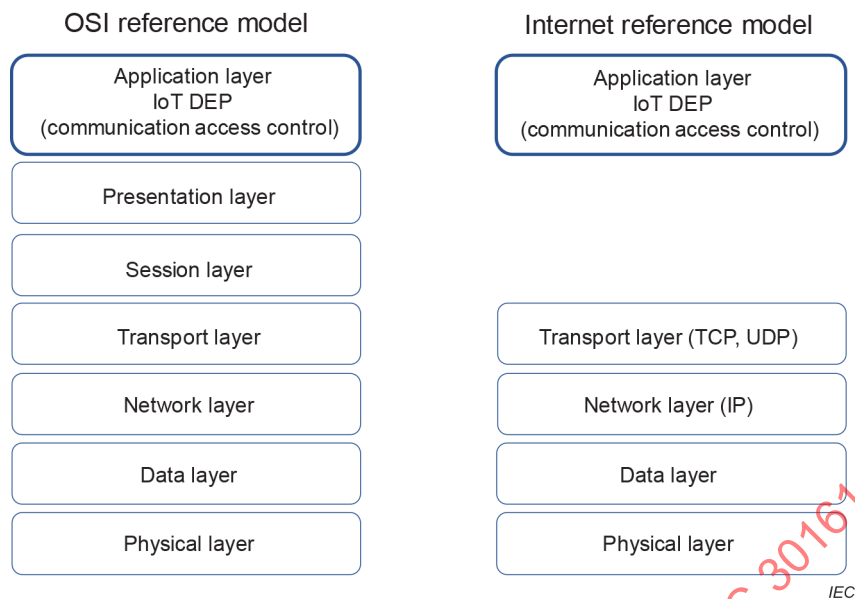 OSI reference model
Application layer
IoT DEP
(communication access control)
Presentation layer
Session layer
Transport layer
Network layer
Data layer
Physical layer
Internet reference model
Application layer
IoT DEP
(communication access control)
Transport layer (TCP, UDP)
Network layer (IP)
Data layer
Physical layer
30161
IEC